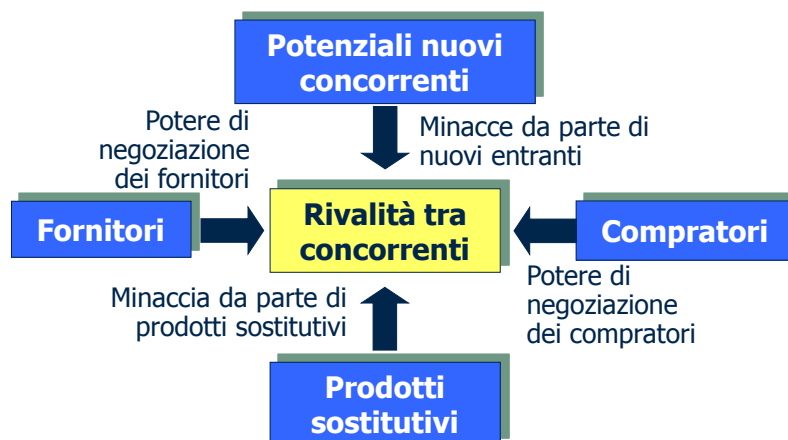 Potenziali nuovi
concorrenti
Potere di
negoziazione
dei fornitori
Minacce da parte di
nuovi entranti
Fornitori
Rivalità tra
concorrenti
Compratori
Minaccia da parte di
prodotti sostitutivi
Potere di
negoziazione
dei compratori
Prodotti
sostitutivi